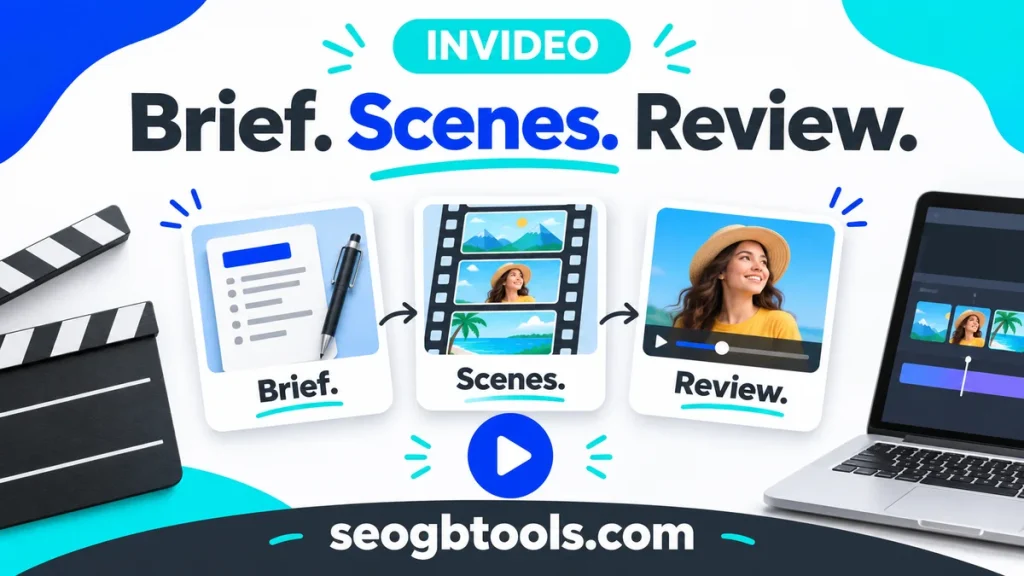 INVIDEO
Brief. Scenes. Review.
Brief.
Scenes.
Review.
seogbtools.com